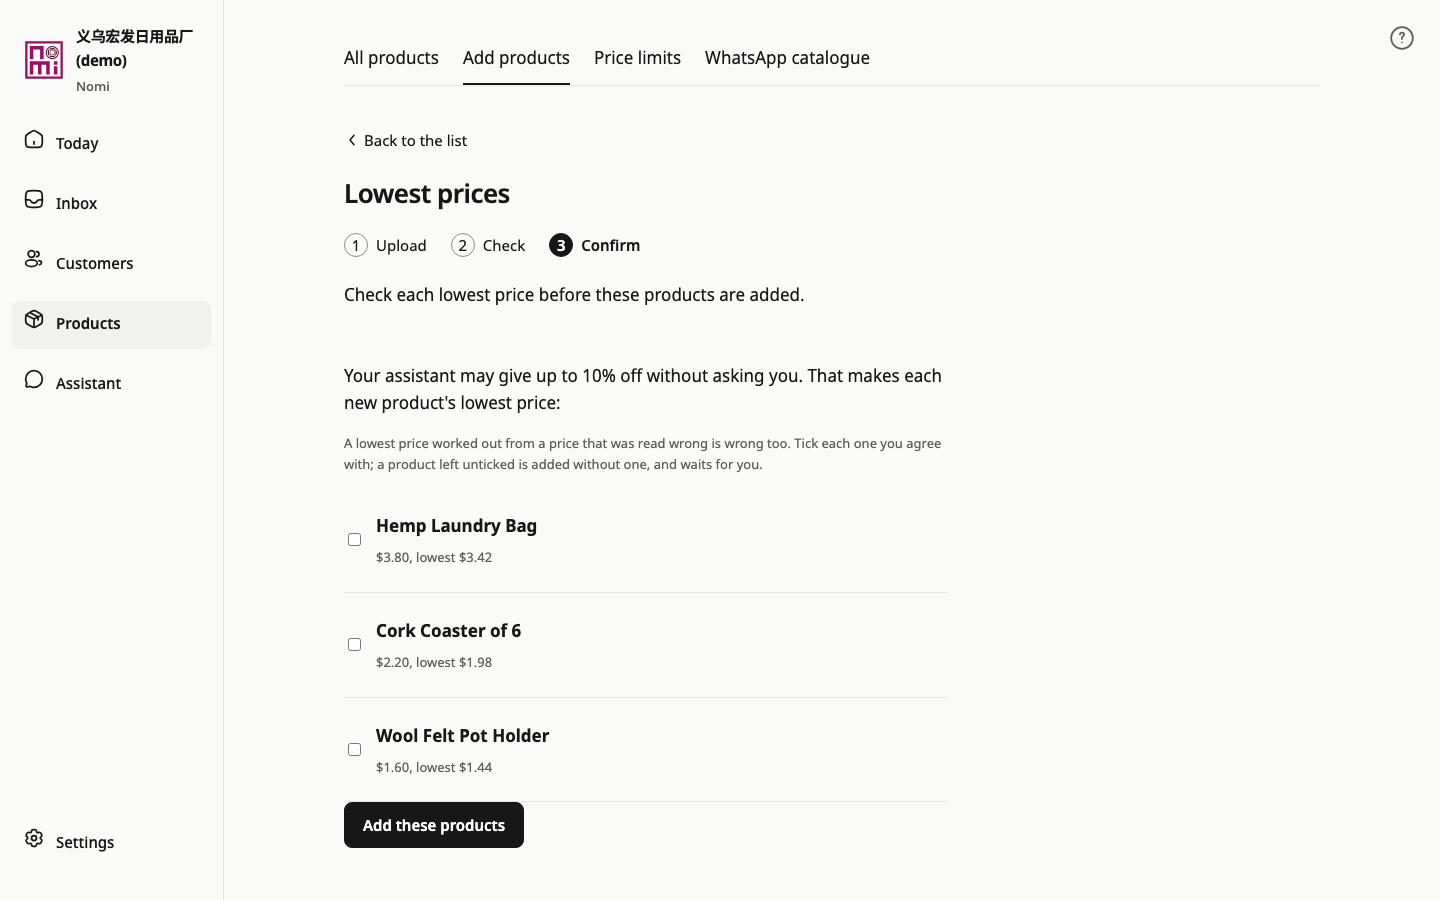 nomi
义乌宏发日用品厂
(demo)
Nomi
Today
Inbox
Customers
Products
Assistant
Settings
All products
Add products
Price limits
WhatsApp catalogue
?
Back to the list
Lowest prices
1 Upload
2 Check
3 Confirm
Check each lowest price before these products are added.
Your assistant may give up to 10% off without asking you. That makes each
new product's lowest price:
A lowest price worked out from a price that was read wrong is wrong too. Tick each one you agree
with; a product left unticked is added without one, and waits for you.
Hemp Laundry Bag
$3.80, lowest $3.42
Cork Coaster of 6
$2.20, lowest $1.98
Wool Felt Pot Holder
$1.60, lowest $1.44
Add these products